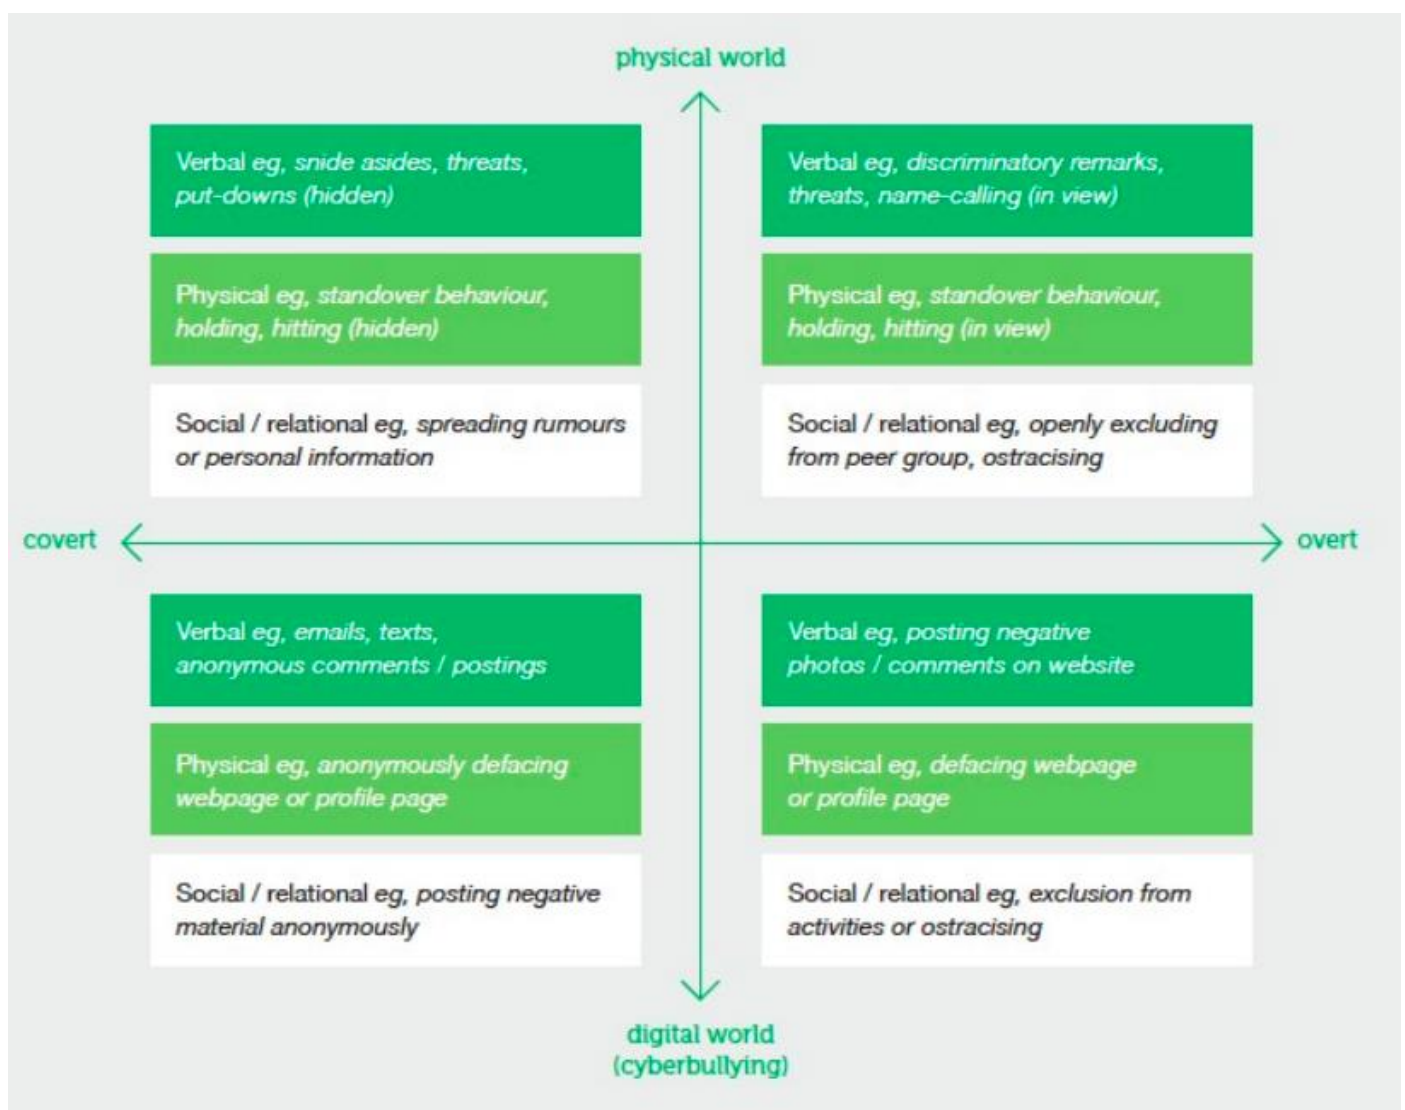 physical world
Verbal eg, snide asides, threats,
put-downs (hidden)
Verbal eg, discriminatory remarks,
threats, name-calling (in view)
Physical eg, standover behaviour,
holding, hitting (hidden)
Physical eg, standover behaviour,
holding, hitting (in view)
Social / relational eg, spreading rumours
or personal information
Social / relational eg, openly excluding
from peer group, ostracising
covert
overt
Verbal eg, emails, texts,
anonymous comments / postings
Verbal eg, posting negative
photos / comments on website
Physical eg, anonymously defacing
webpage or profile page
Physical eg, defacing webpage
or profile page
Social / relational eg, posting negative
material anonymously
Social / relational eg, exclusion from
activities or ostracising
digital world
(cyberbullying)